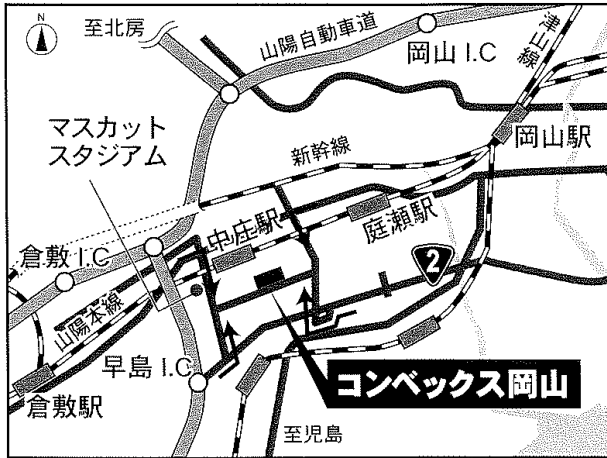 N
至北房
山陽自動車道
岡山 I.C
津山線
マスカット
スタジアム
新幹線
岡山駅
中庄駅
庭瀬駅
倉敷 I.C
2
山陽本線
早島 I.C
コンベックス岡山
倉敷駅
至児島